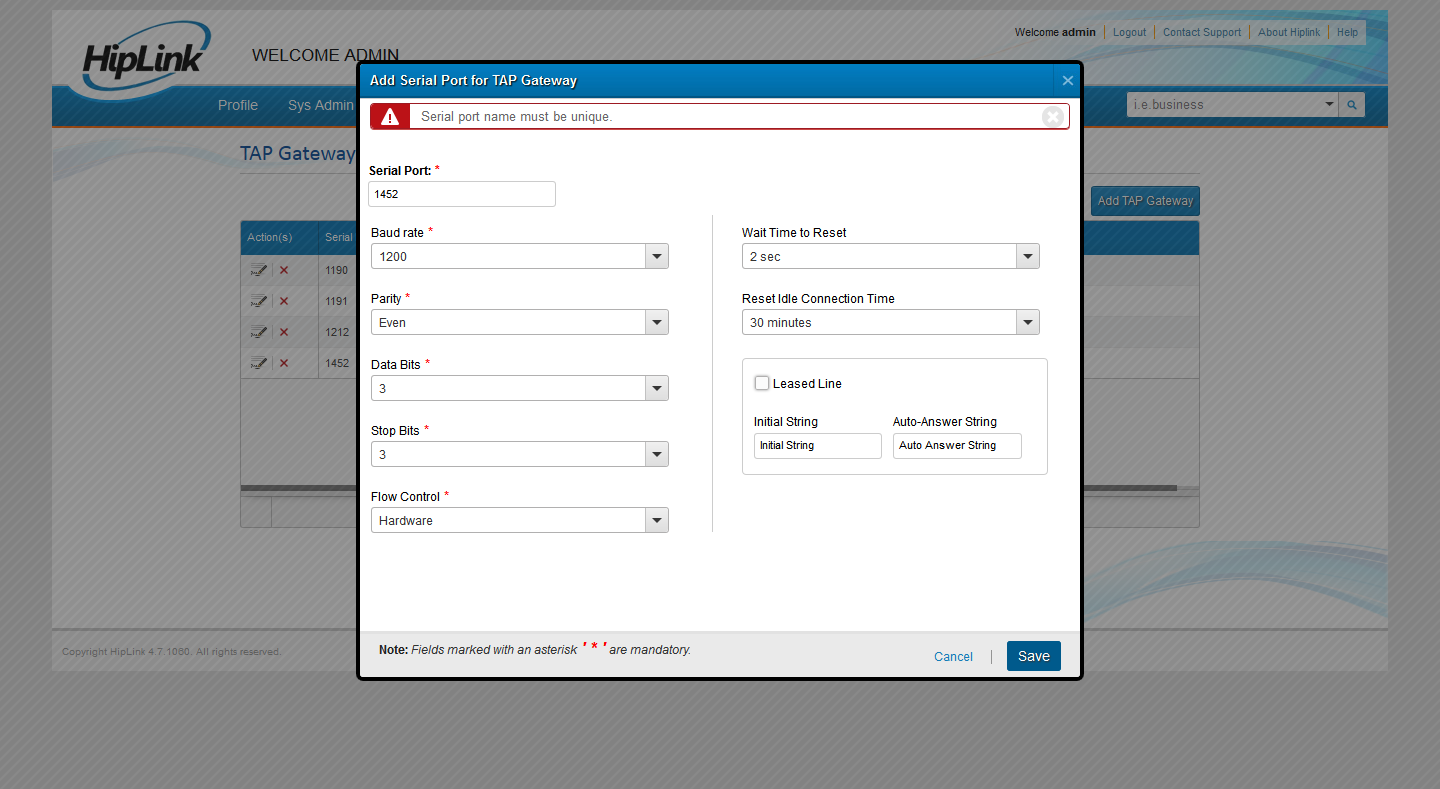 HipLink
WELCOME ADMIN
Welcome admin
Logout
Contact Support
About Hiplink
Help
Profile
Sys Admin
i.e.business
TAP Gateway
Add TAP Gateway
Action(s)
Serial
1190
1191
1212
1452
Add Serial Port for TAP Gateway
Serial port name must be unique.
Serial Port: *
1452
Baud rate *
1200
Parity *
Even
Data Bits *
3
Stop Bits *
3
Flow Control *
Hardware
Wait Time to Reset
2 sec
Reset Idle Connection Time
30 minutes
Leased Line
Initial String
Initial String
Auto-Answer String
Auto Answer String
Note: Fields marked with an asterisk ' * ' are mandatory.
Cancel
Save
Copyright HipLink 4.7.1060. All rights reserved.